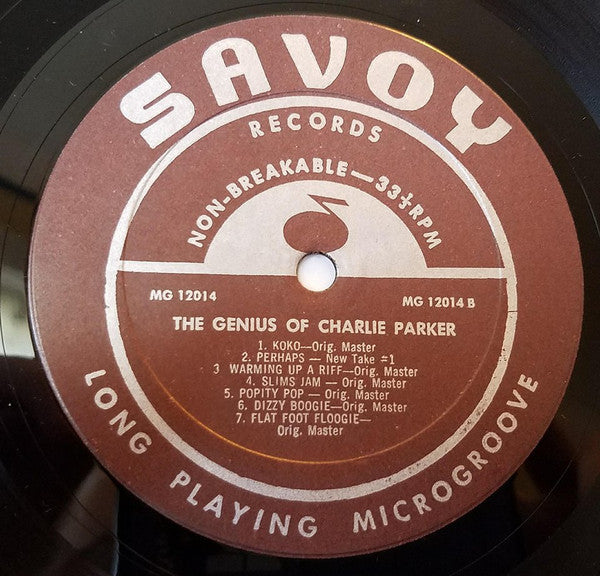 SAVOY
RECORDS
NON-BREAKABLE—33⅓RPM
MG 12014
MG 12014 B
THE GENIUS OF CHARLIE PARKER
1. KOKO—Orig. Master
2. PERHAPS — New Take #1
3 WARMING UP A RIFF—Orig. Master
4. SLIMS JAM — Orig. Master
5. POPITY POP — Orig. Master
6. DIZZY BOOGIE—Orig. Master
7. FLAT FOOT FLOOGIE—
Orig. Master
LONG PLAYING MICROGROOVE